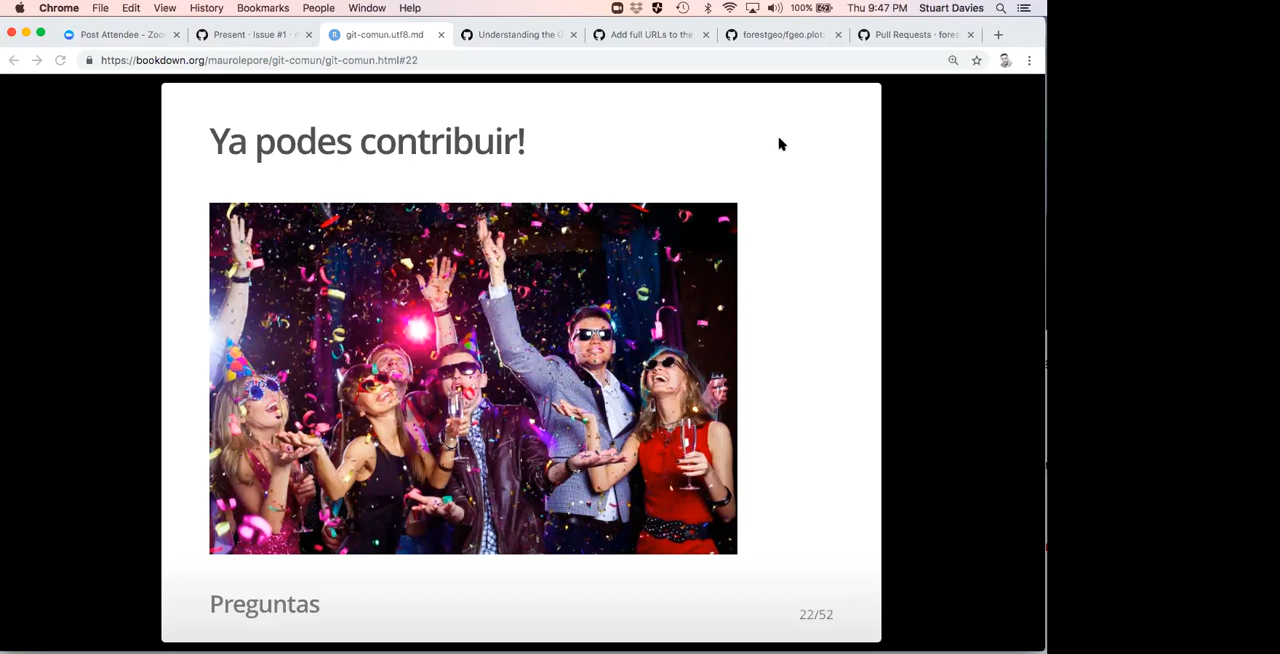 Chrome File Edit View History Bookmarks People Window Help 100% Thu 9:47 PM Stuart Davies
Post Attendee - Zoo
Present · Issue #1 ·
git-comun.utf8.md
Understanding the
Add full URLs to the
forestgeo/fgeo.plot:
Pull Requests · fore
https://bookdown.org/maurolepore/git-comun/git-comun.html#22
Ya podes contribuir!
Preguntas
22/52